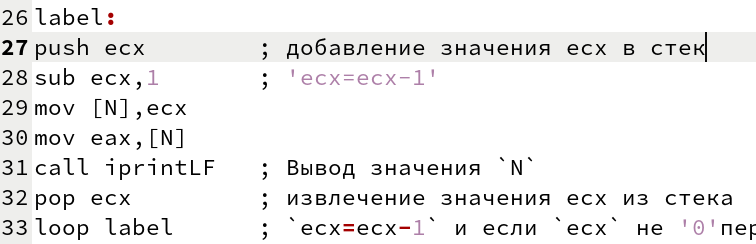 26 label:
27 push ecx ; добавление значения ecx в стек
28 sub ecx,1 ; 'ecx=ecx-1'
29 mov [N],ecx
30 mov eax,[N]
31 call iprintLF ; Вывод значения `N`
32 pop ecx ; извлечение значения ecx из стека
33 loop label ; `ecx=ecx-1` и если `ecx` не '0'